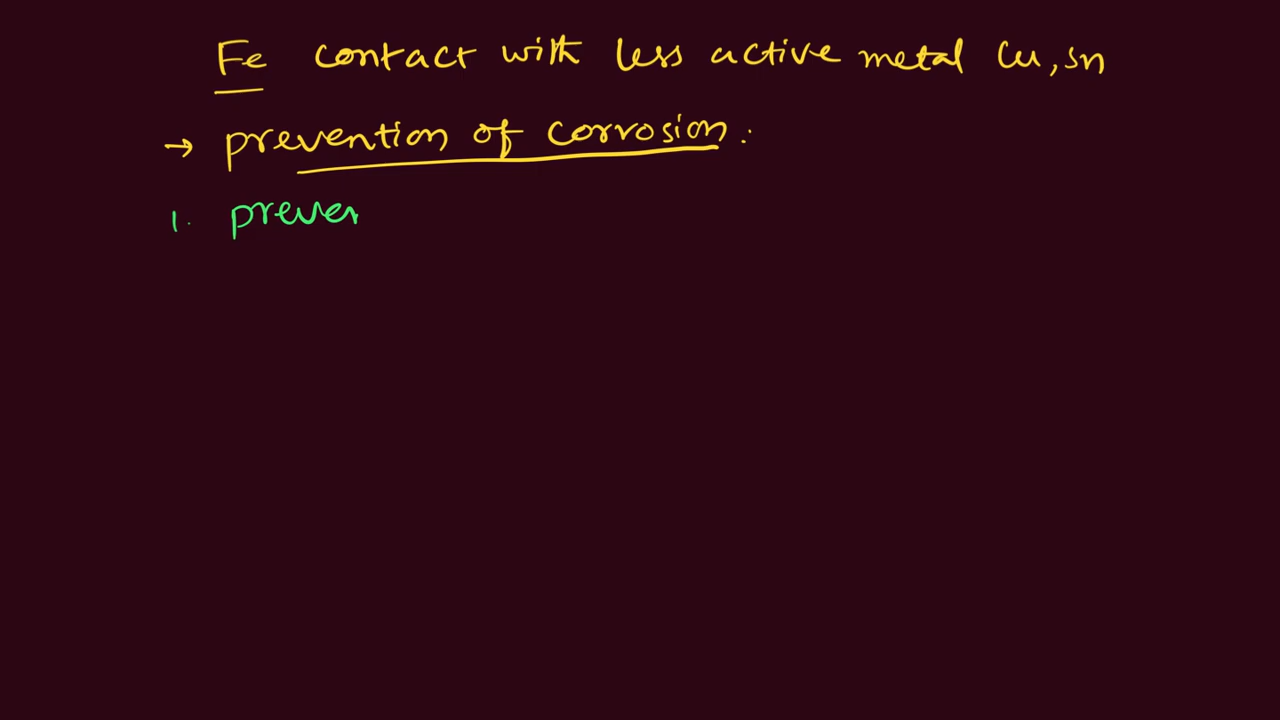 Fe contact with less active metal Cu, Sn
→ prevention of corrosion:
1. preven